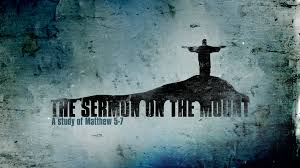 THE SERMON ON THE MOUNT
A study of Matthew 5-7